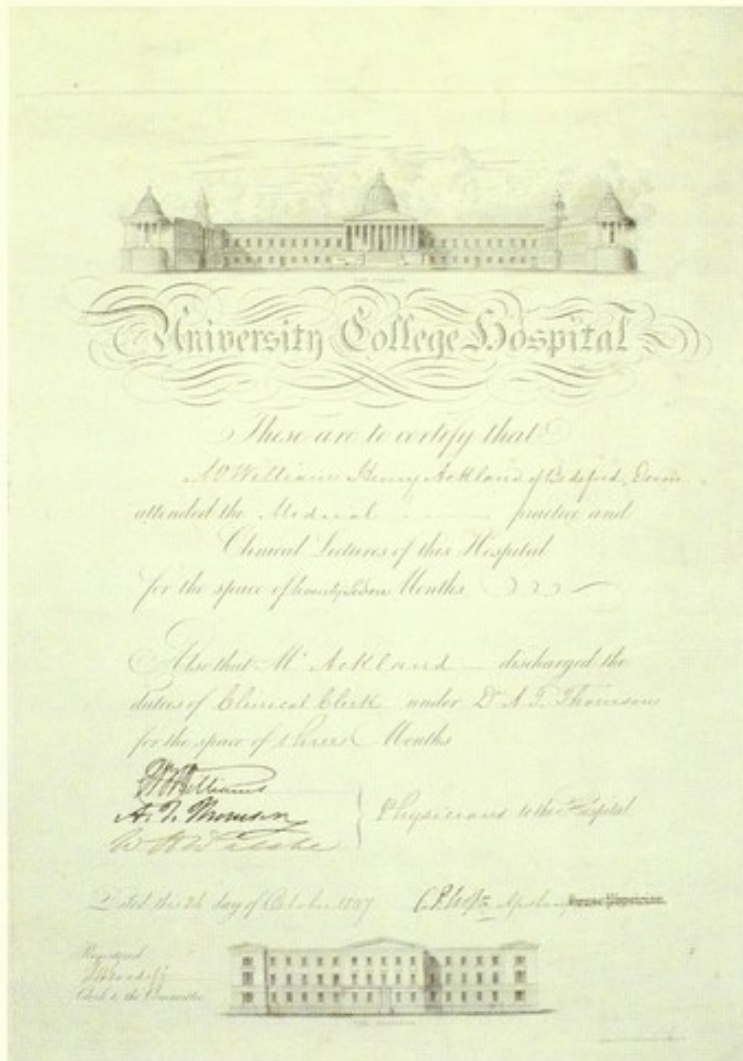 University College Hospital
These are to certify that
Mr William Henry Ackland of Bideford, Devon
attended the Medical practice and
Clinical Lectures of this Hospital
for the space of Months
Also that Mr Ackland discharged the
duties of Clinical Clerk under Dr A. T. Thomson
for the space of three Months
Williams
A. T. Thomson
Physicians to the Hospital
Dated this day of October 1847
Registered
Clerk to the Committee